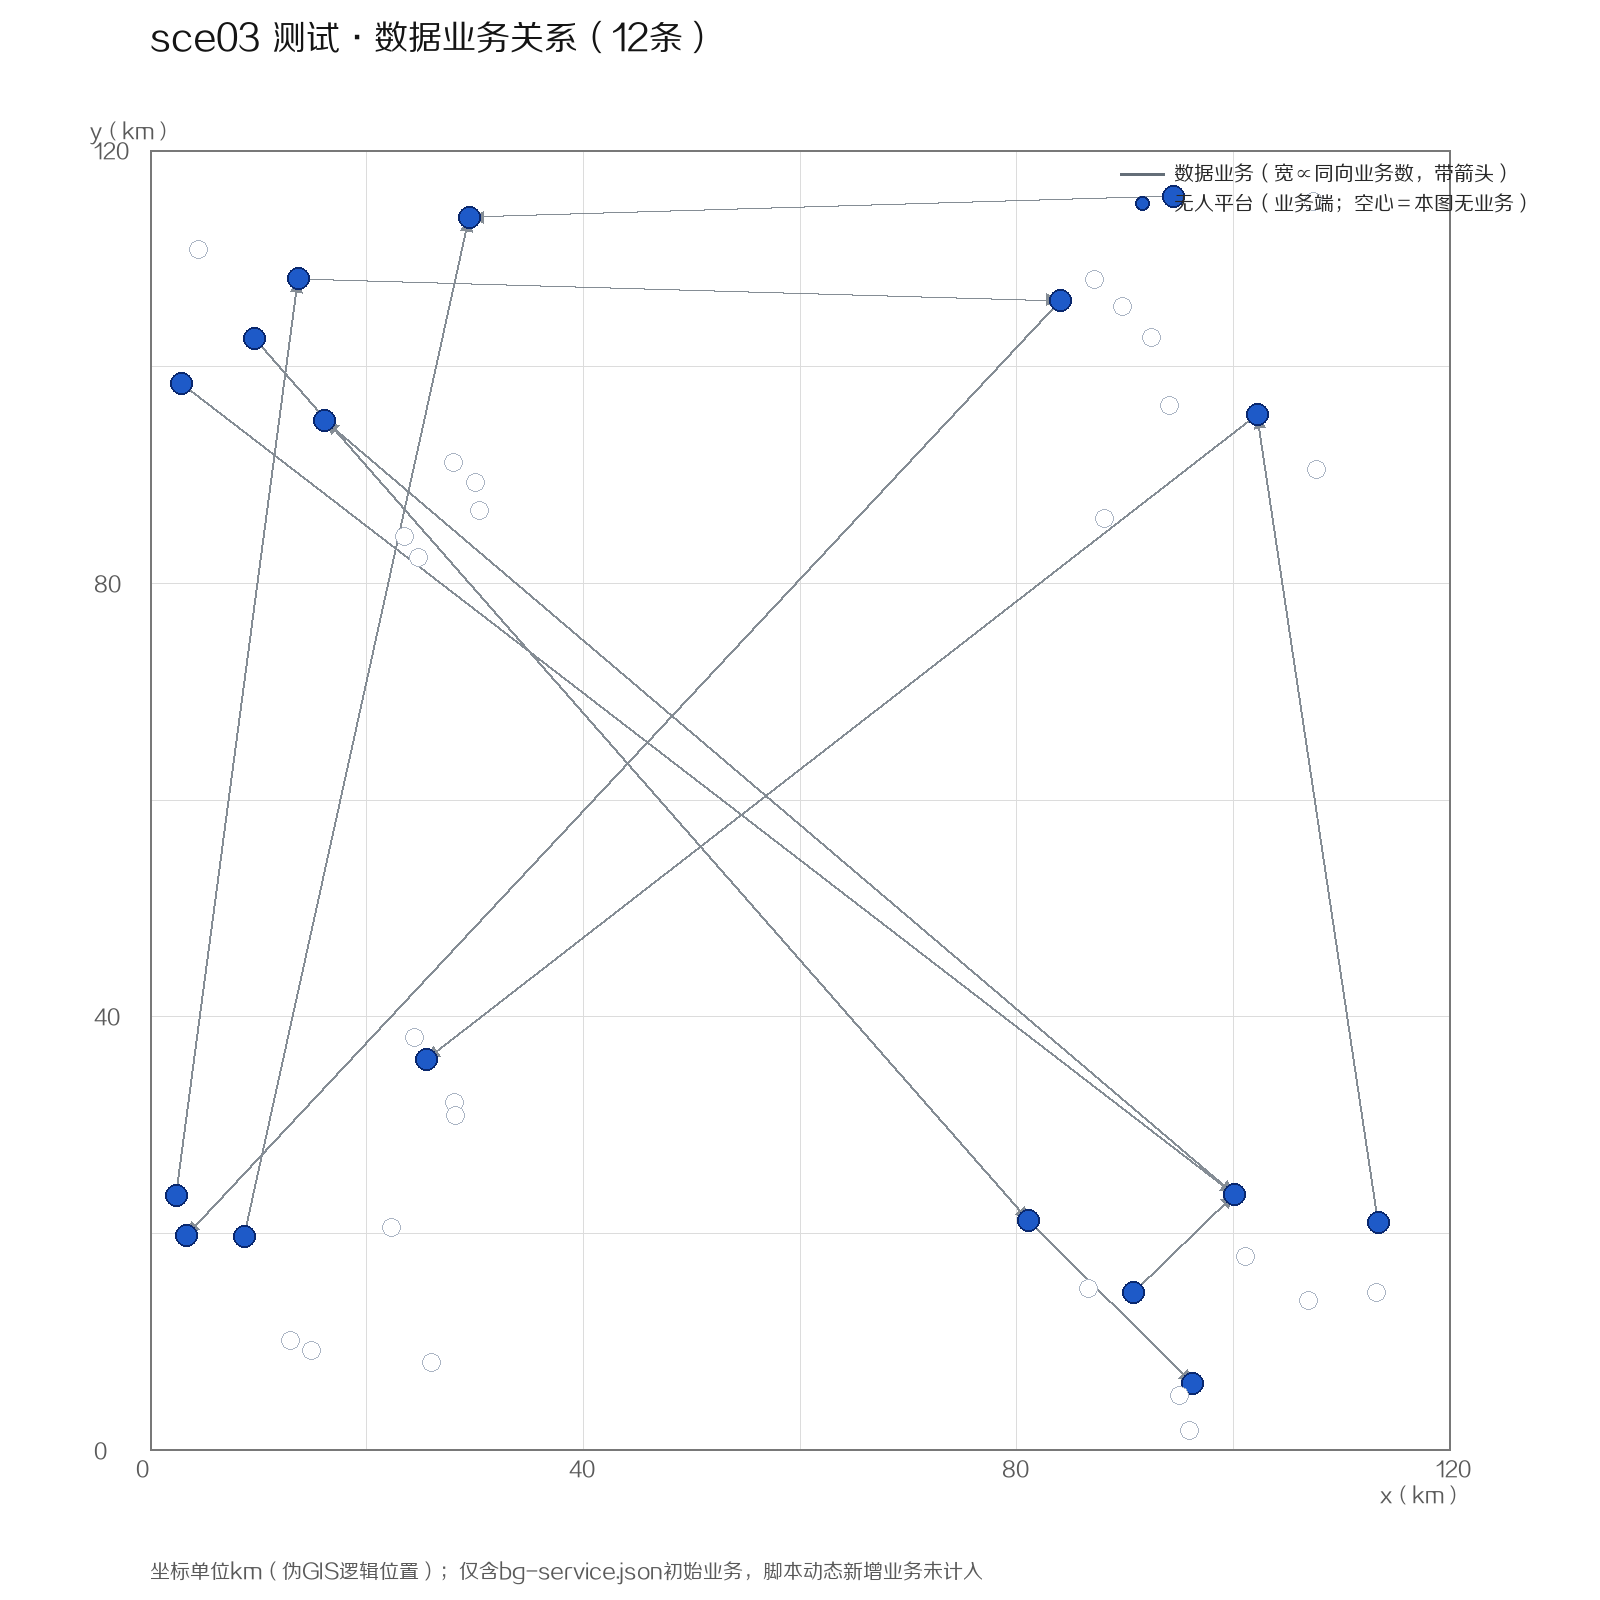 sce03 测试·数据业务关系（12条）
y（km）
120
数据业务（宽∝同向业务数，带箭头）
无人平台（业务端；空心＝本图无业务）
80
40
0
0 40 80 120
x（km）
坐标单位km（伪GIS逻辑位置）；仅含bg-service.json初始业务，脚本动态新增业务未计入